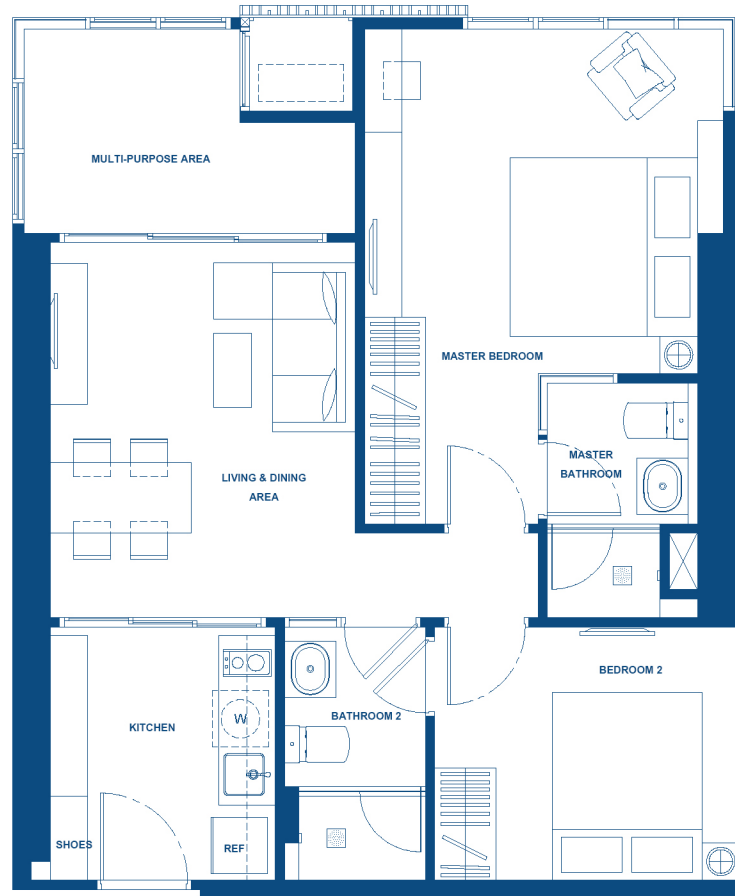 MULTI-PURPOSE AREA
MASTER BEDROOM
LIVING & DINING
AREA
MASTER
BATHROOM
BEDROOM 2
BATHROOM 2
KITCHEN
W
SHOES
REF